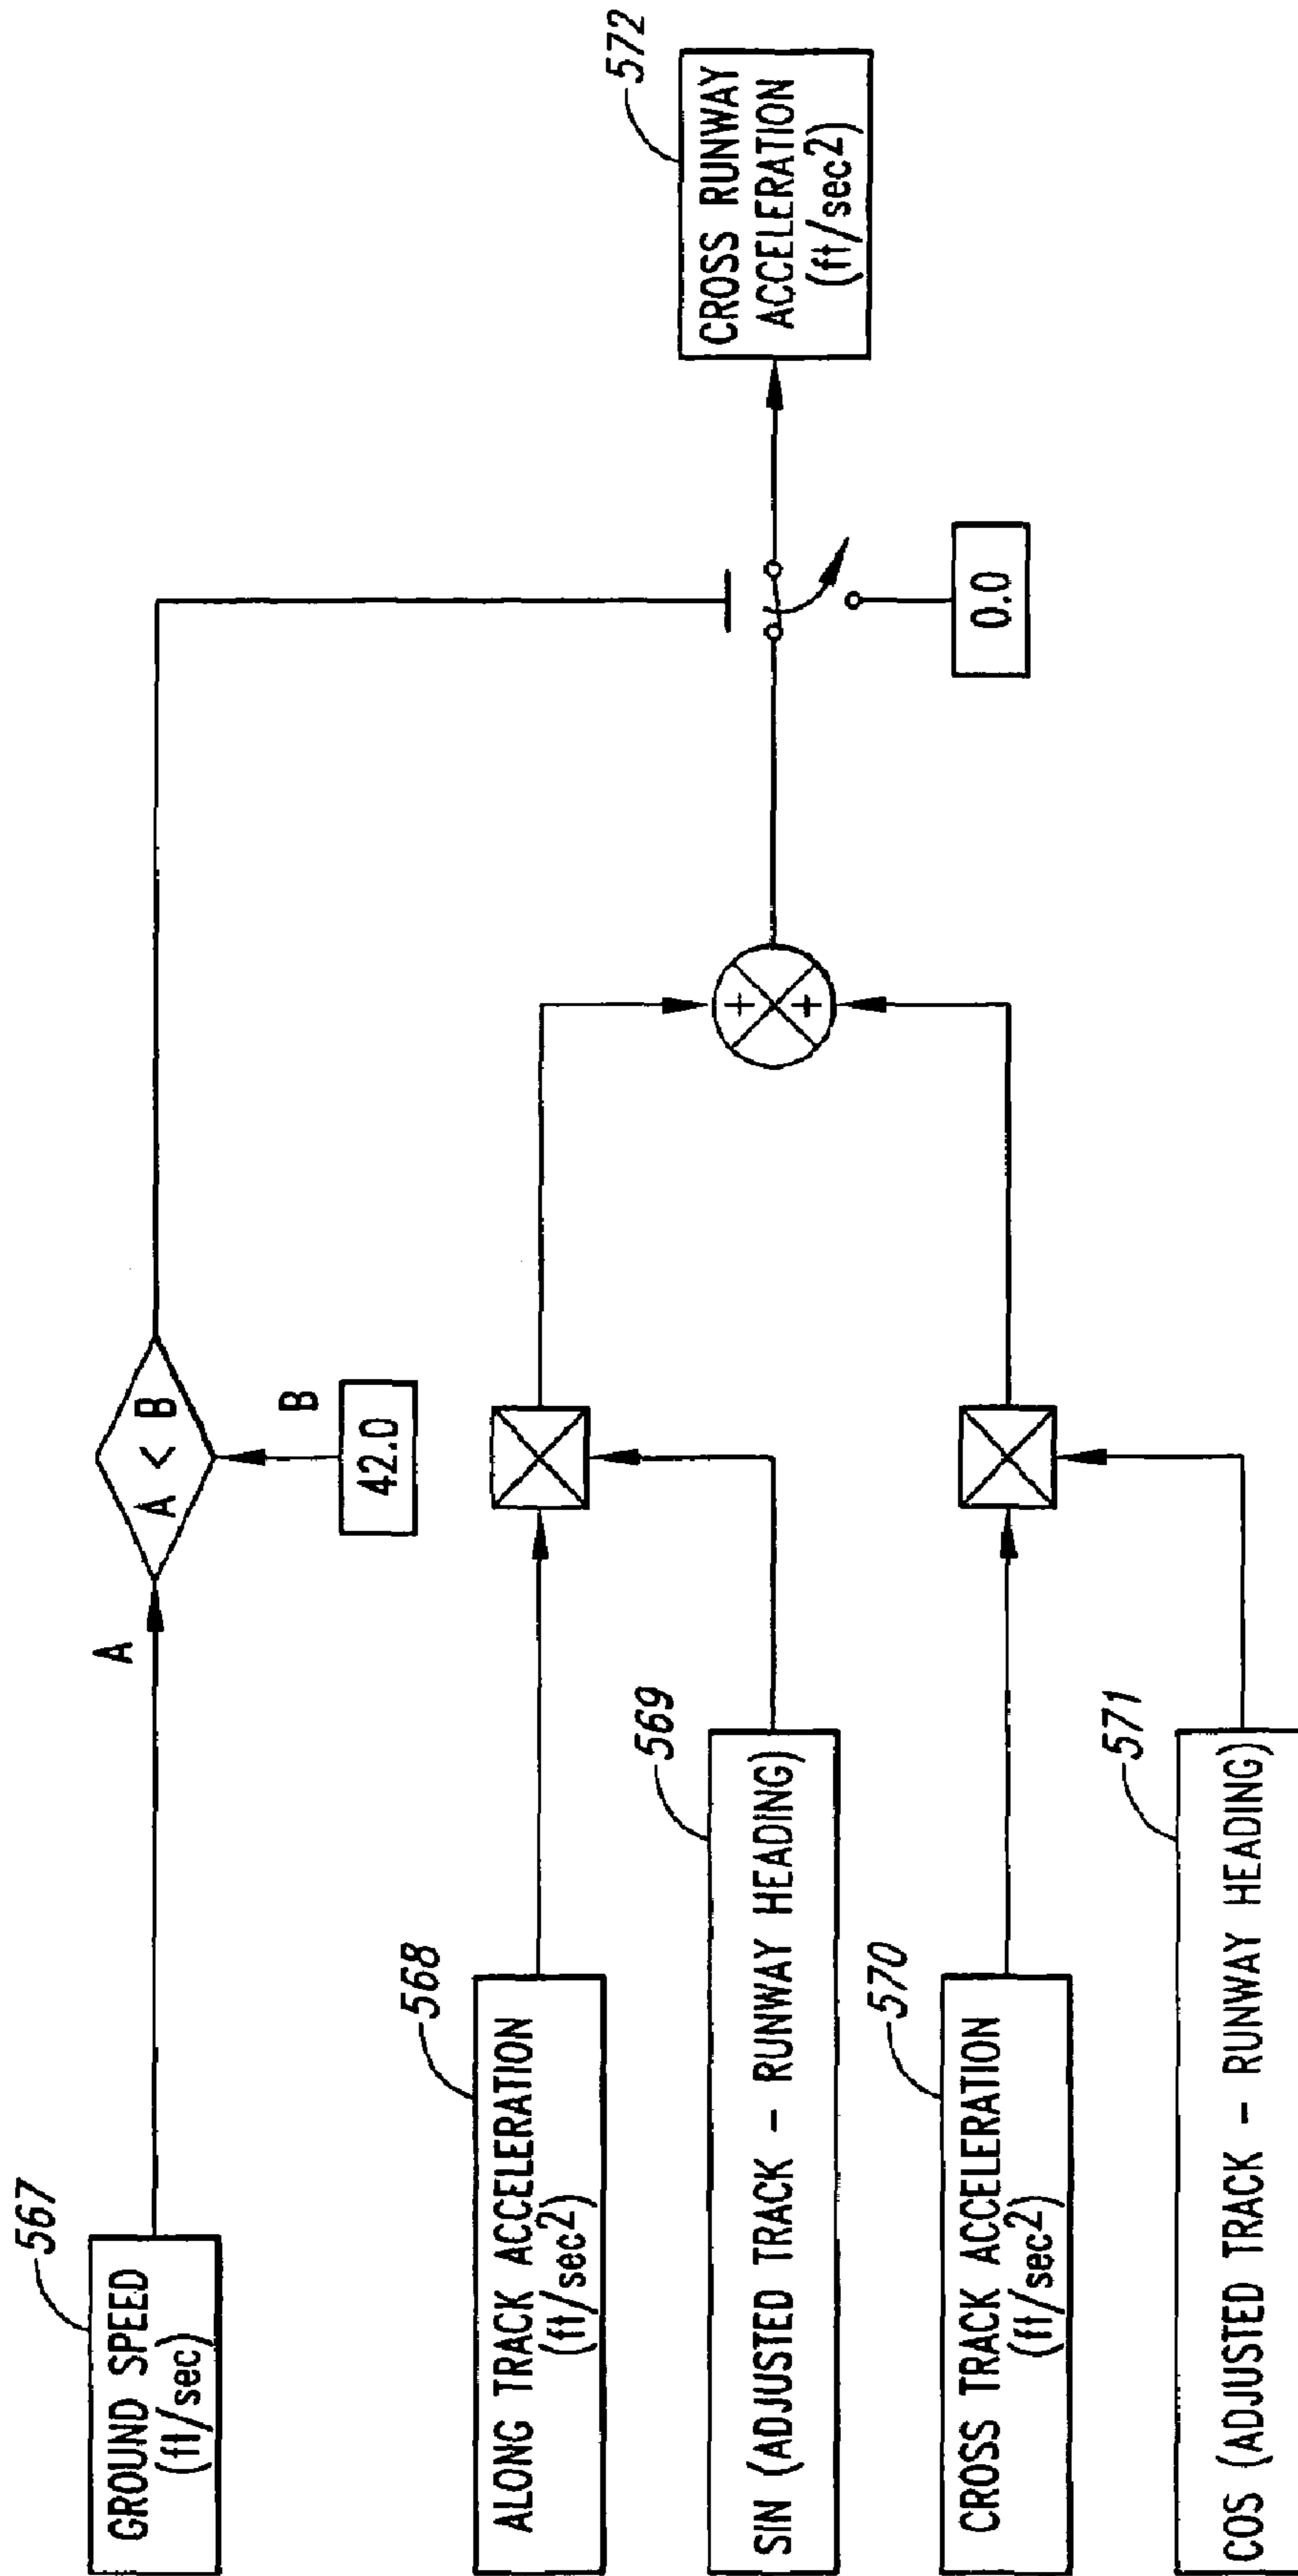 567
GROUND SPEED
(ft/sec)
A
A < B
B
42.0
568
ALONG TRACK ACCELERATION
(ft/sec²)
569
SIN (ADJUSTED TRACK - RUNWAY HEADING)
570
CROSS TRACK ACCELERATION
(ft/sec²)
571
COS (ADJUSTED TRACK - RUNWAY HEADING)
+
+
0.0
572
CROSS RUNWAY
ACCELERATION
(ft/sec²)